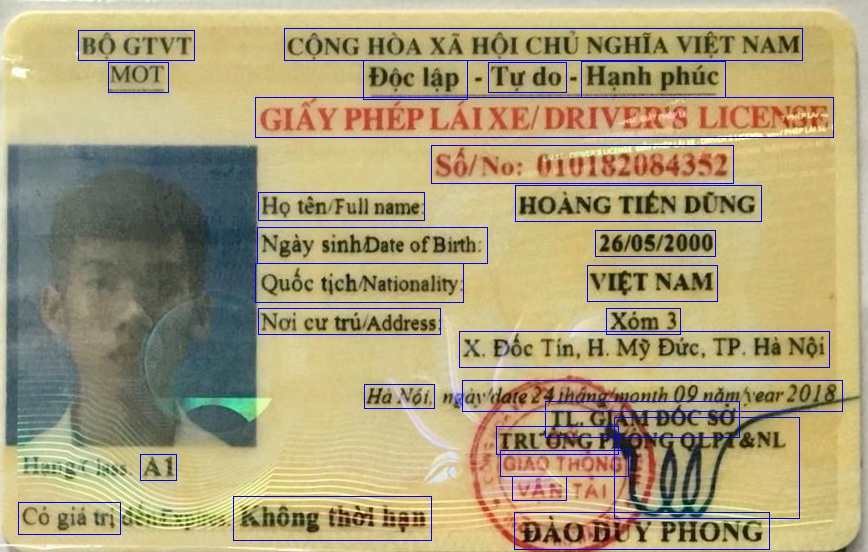 BỘ GTVT
MOT
CỘNG HÒA XÃ HỘI CHỦ NGHĨA VIỆT NAM
Độc lập - Tự do - Hạnh phúc
GIẤY PHÉP LÁI XE/ DRIVER'S LICENSE
Số/No: 010182084352
Họ tên/Full name: HOÀNG TIẾN DŨNG
Ngày sinh/Date of Birth: 26/05/2000
Quốc tịch/Nationality: VIỆT NAM
Nơi cư trú/Address: Xóm 3
X. Đốc Tín, H. Mỹ Đức, TP. Hà Nội
Hà Nội, ngày/date 24 tháng/month 09 năm/year 2018
TL. GIÁM ĐỐC SỞ
TRƯỞNG PHÒNG QLPT&NL
GIAO THÔNG
VẬN TẢI
Hạng/Class: A1
Có giá trị đến/Expires: Không thời hạn
ĐÀO DUY PHONG